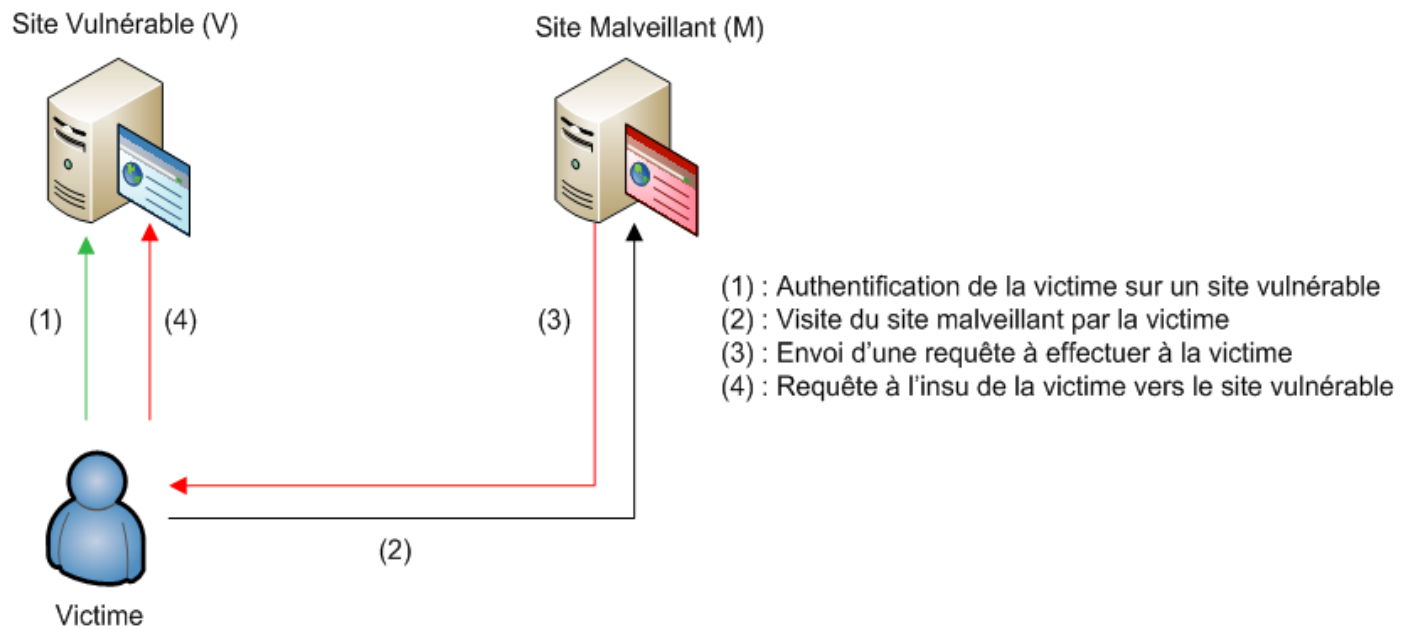 Site Vulnérable (V)
Site Malveillant (M)
(1)
(4)
(3)
(1) : Authentification de la victime sur un site vulnérable
(2) : Visite du site malveillant par la victime
(3) : Envoi d'une requête à effectuer à la victime
(4) : Requête à l'insu de la victime vers le site vulnérable
(2)
Victime